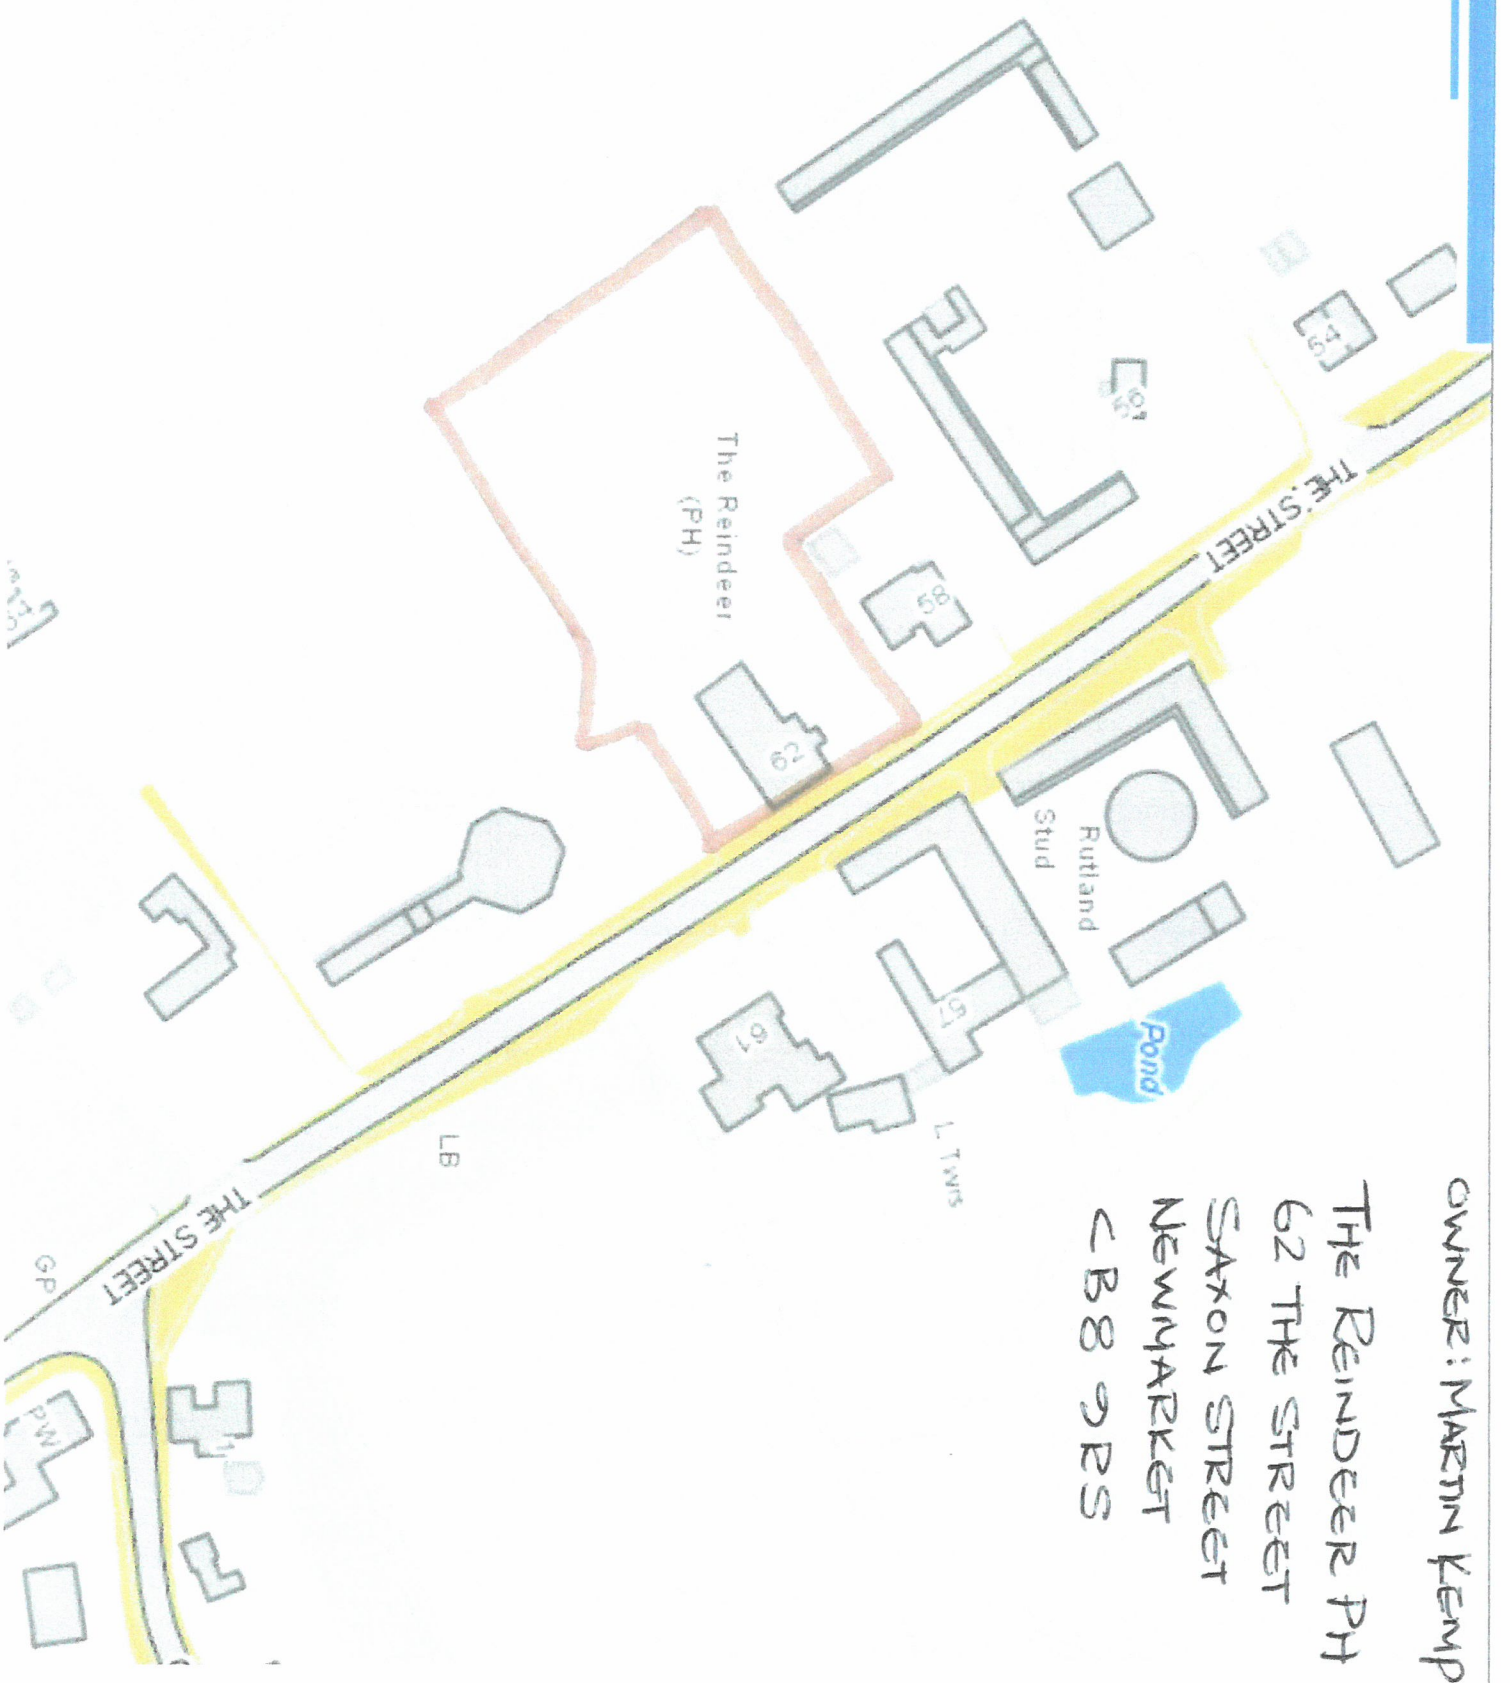 OWNER: MARTIN KEMP
THE REINDEER PH
62 THE STREET
SAXON STREET
NEWMARKET
CB8 9RS
54
THE STREET
58
The Reindeer
(PH)
62
Rutland
Stud
Pond
57
61
L Twrs
LB
THE STREET
GP
PW